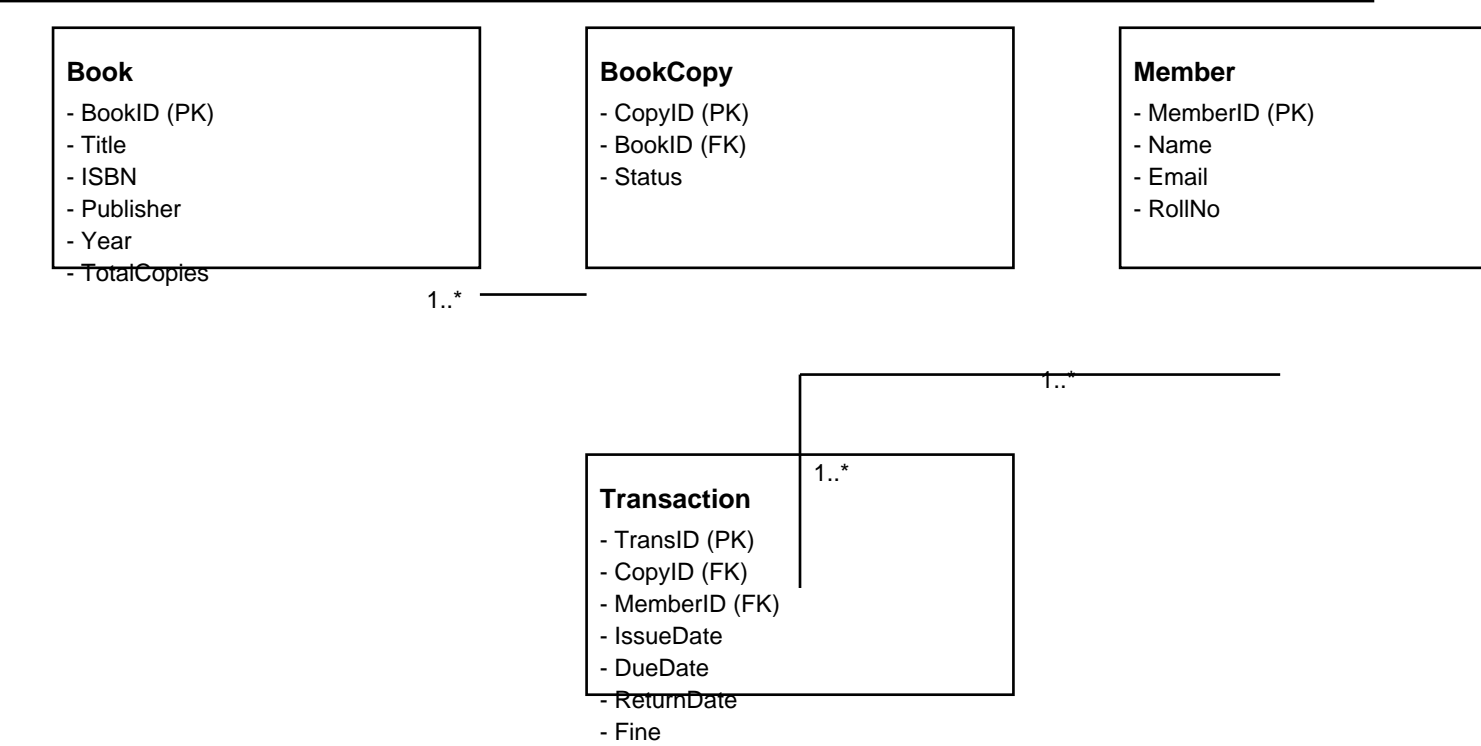 Book
- BookID (PK)
- Title
- ISBN
- Publisher
- Year
- TotalCopies
BookCopy
- CopyID (PK)
- BookID (FK)
- Status
Member
- MemberID (PK)
- Name
- Email
- RollNo
1..*
1..*
1..*
Transaction
- TransID (PK)
- CopyID (FK)
- MemberID (FK)
- IssueDate
- DueDate
- ReturnDate
- Fine